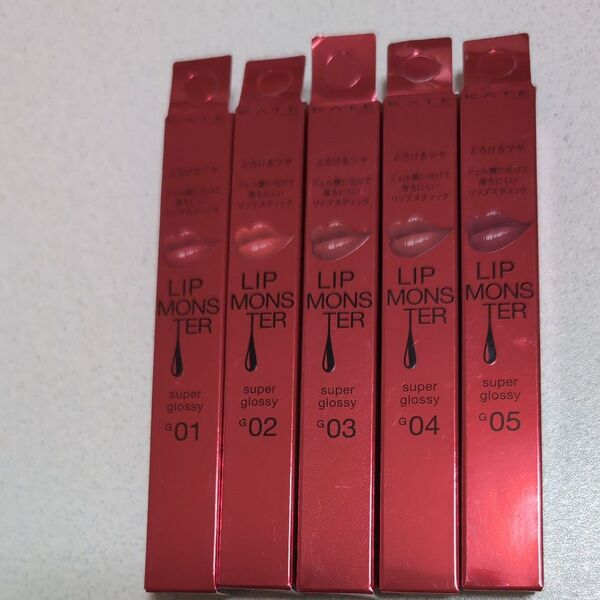 KATE
とろけるツヤ
ジェル膜に化けて
落ちにくい
リップスティック
LIP
MONS
TER
super
glossy
G01
KATE
とろけるツヤ
ジェル膜に化けて
落ちにくい
リップスティック
LIP
MONS
TER
super
glossy
G02
KATE
とろけるツヤ
ジェル膜に化けて
落ちにくい
リップスティック
LIP
MONS
TER
super
glossy
G03
KATE
とろけるツヤ
ジェル膜に化けて
落ちにくい
リップスティック
LIP
MONS
TER
super
glossy
G04
KATE
とろけるツヤ
ジェル膜に化けて
落ちにくい
リップスティック
LIP
MONS
TER
super
glossy
G05